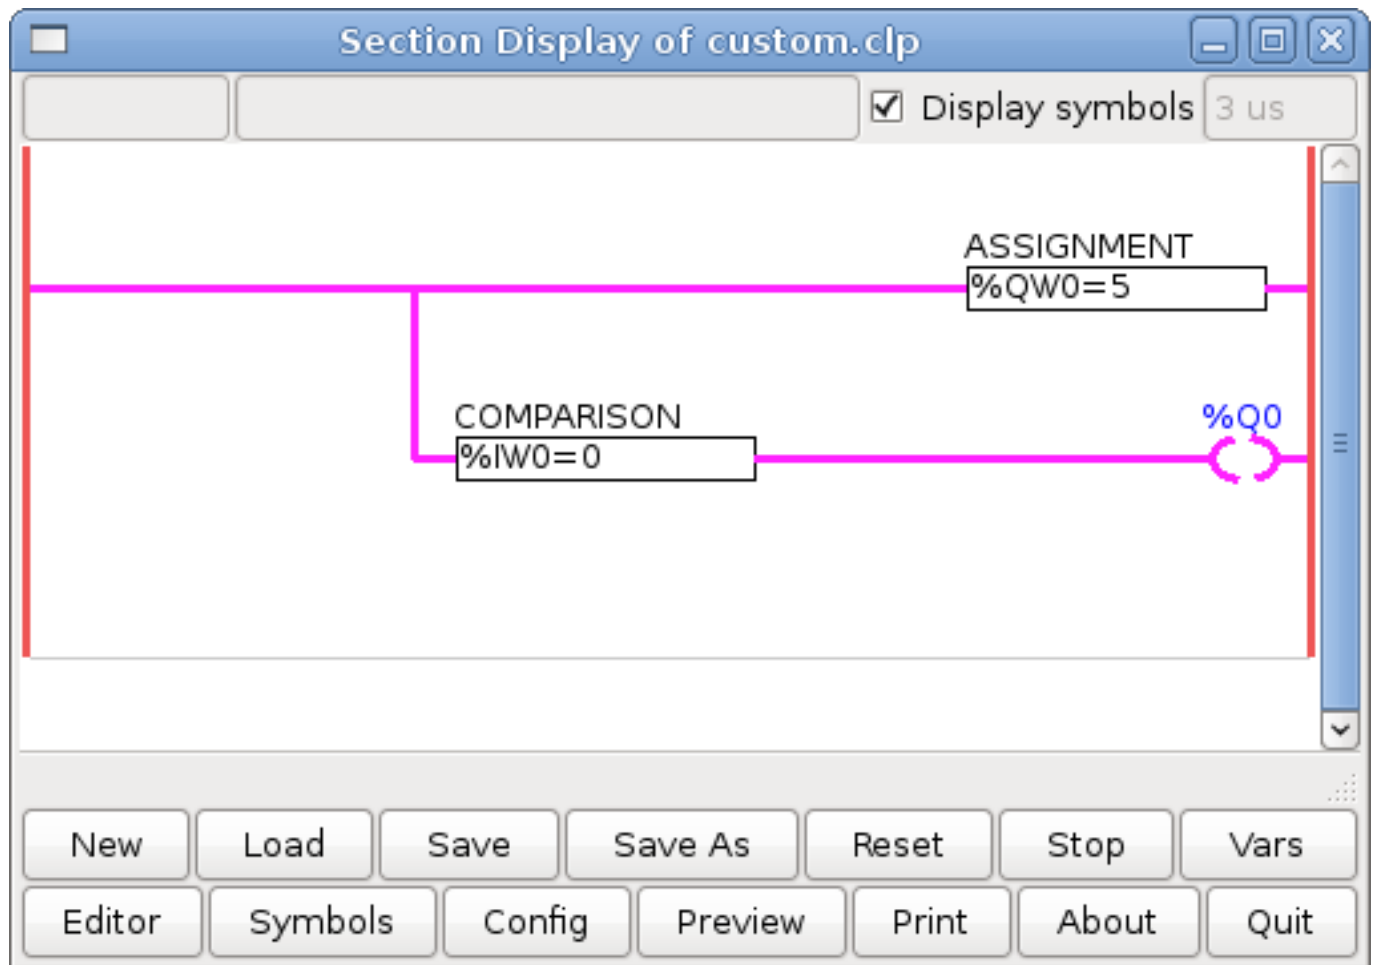 Section Display of custom.clp
Display symbols 3 us
ASSIGNMENT
%QW0=5
COMPARISON %Q0
%IW0=0
New Load Save Save As Reset Stop Vars
Editor Symbols Config Preview Print About Quit